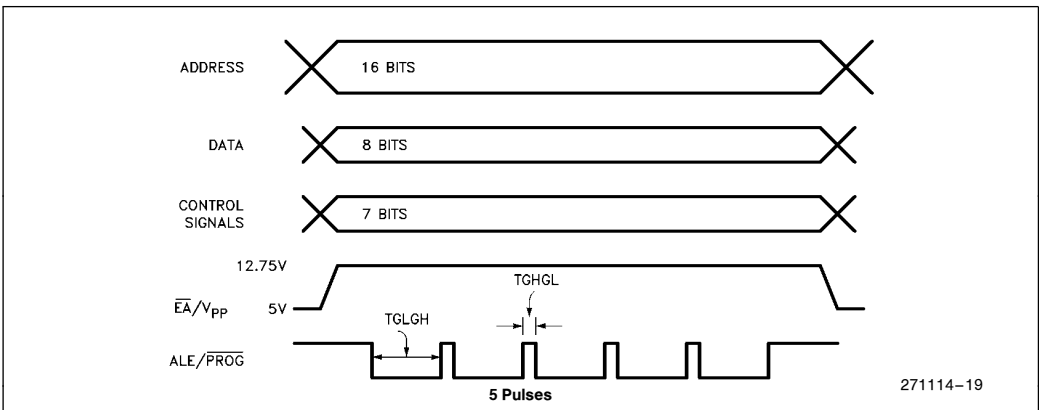 ADDRESS
16 BITS
DATA
8 BITS
CONTROL
SIGNALS
7 BITS
12.75V
EA/VPP
5V
TGHGL
TGLGH
ALE/PROG
5 Pulses
271114–19